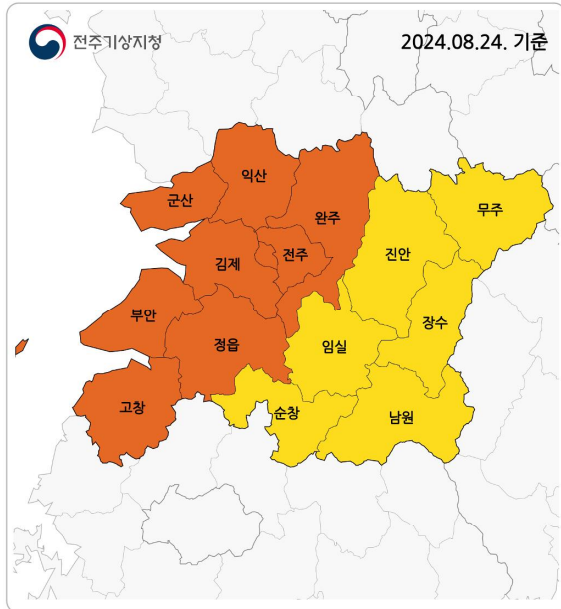 전주기상지청
2024.08.24. 기준
익산
군산
완주
무주
전주
진안
김제
부안
장수
정읍
임실
고창
순창
남원